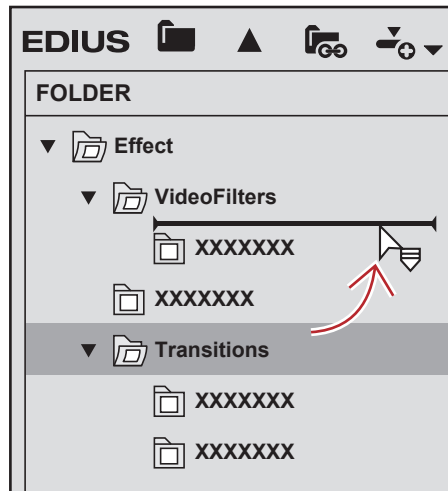 EDIUS
FOLDER
Effect
VideoFilters
XXXXXXX
XXXXXXX
Transitions
XXXXXXX
XXXXXXX